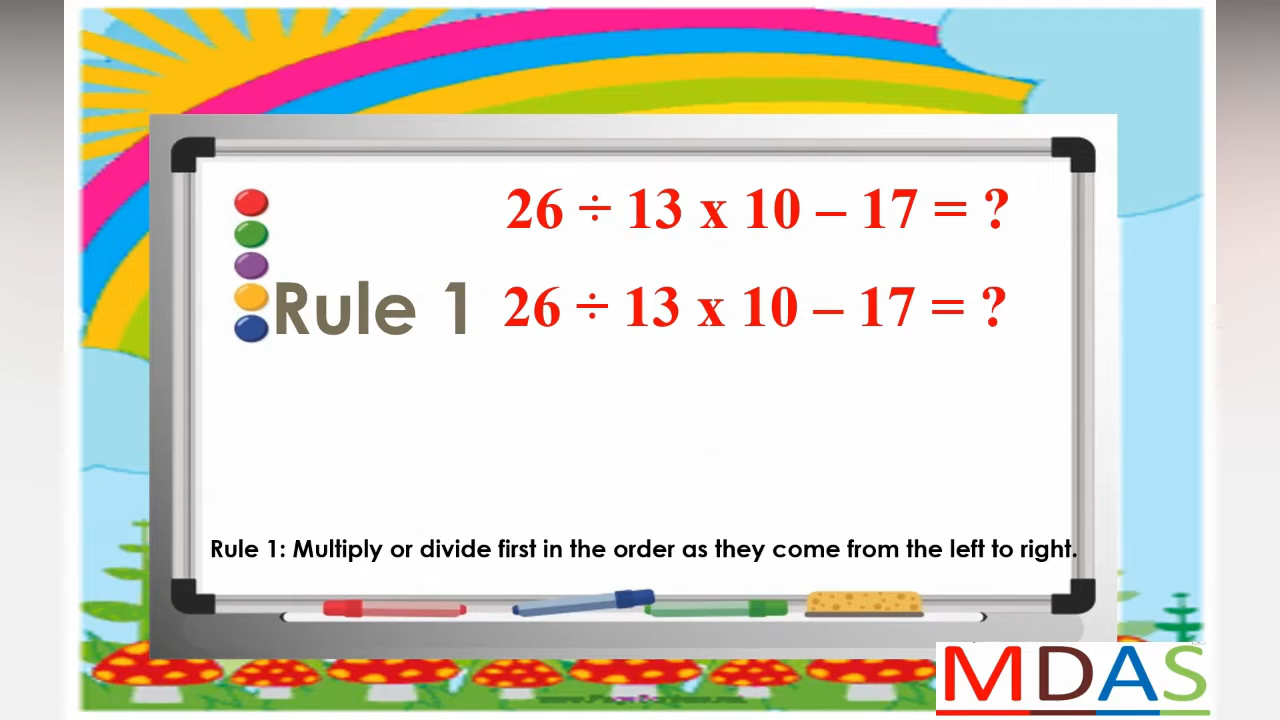 26 ÷ 13 x 10 – 17 = ?
Rule 1 26 ÷ 13 x 10 – 17 = ?
Rule 1: Multiply or divide first in the order as they come from the left to right.
MDAS